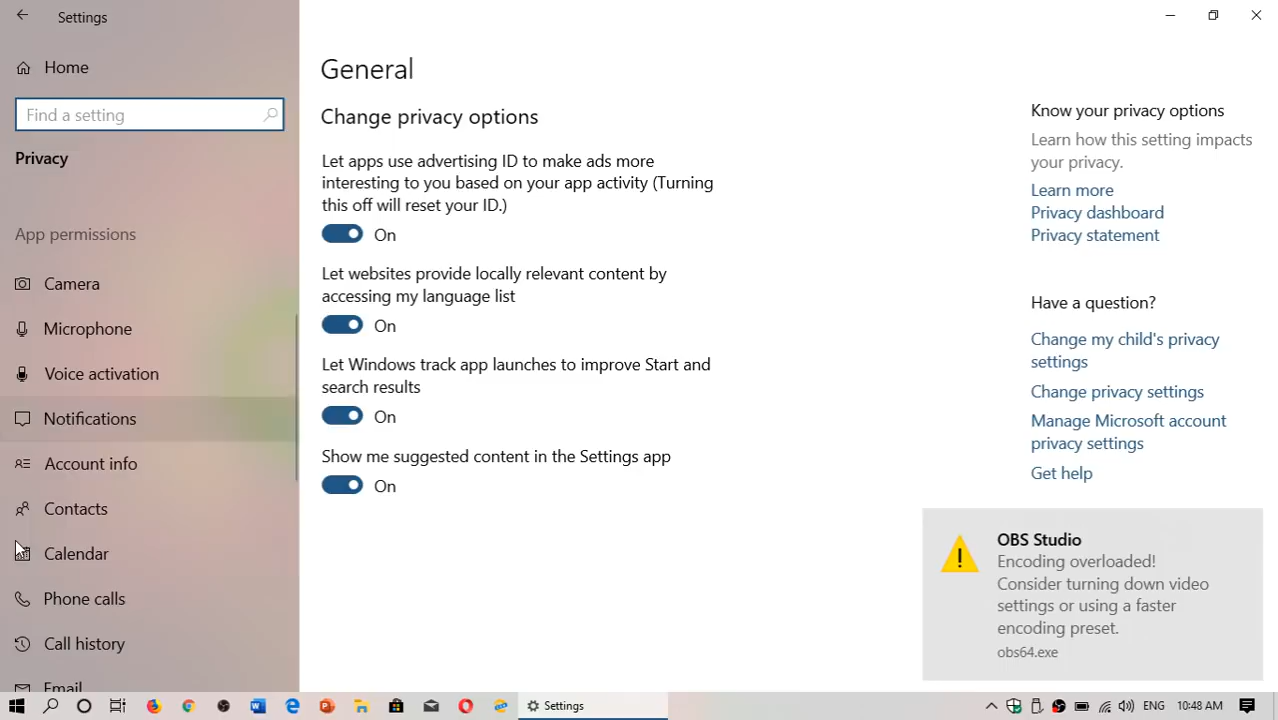 Settings
Home
Find a setting
Privacy
App permissions
Camera
Microphone
Voice activation
Notifications
Account info
Contacts
Calendar
Phone calls
Call history
Email
General
Change privacy options
Let apps use advertising ID to make ads more
interesting to you based on your app activity (Turning
this off will reset your ID.)
On
Let websites provide locally relevant content by
accessing my language list
On
Let Windows track app launches to improve Start and
search results
On
Show me suggested content in the Settings app
On
Know your privacy options
Learn how this setting impacts
your privacy.
Learn more
Privacy dashboard
Privacy statement
Have a question?
Change my child's privacy
settings
Change privacy settings
Manage Microsoft account
privacy settings
Get help
OBS Studio
Encoding overloaded!
Consider turning down video
settings or using a faster
encoding preset.
obs64.exe
Settings
ENG
10:48 AM